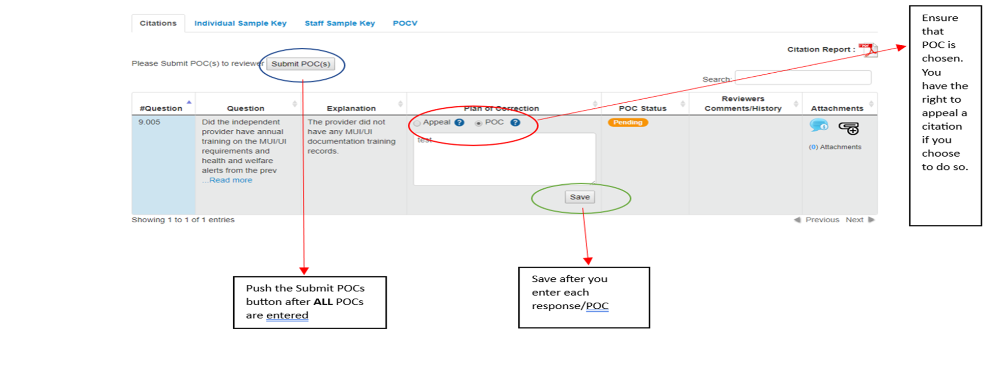 Citations Individual Sample Key Staff Sample Key POCV
Citation Report :
PDF
Please Submit POC(s) to reviewer Submit POC(s)
Search:
#Question Question Explanation Plan of Correction POC Status Reviewers Comments/History Attachments
9.005
Did the independent
provider have annual
training on the MUI/UI
requirements and
health and welfare
alerts from the prev
...Read more
The provider did not
have any MUI/UI
documentation training
records.
Appeal ? POC ?
test
Save
Pending
(0) Attachments
Showing 1 to 1 of 1 entries
Previous Next
Ensure
that
POC is
chosen.
You
have the
right to
appeal a
citation
if you
choose
to do so.
Push the Submit POCs
button after ALL POCs
are entered
Save after you
enter each
response/POC